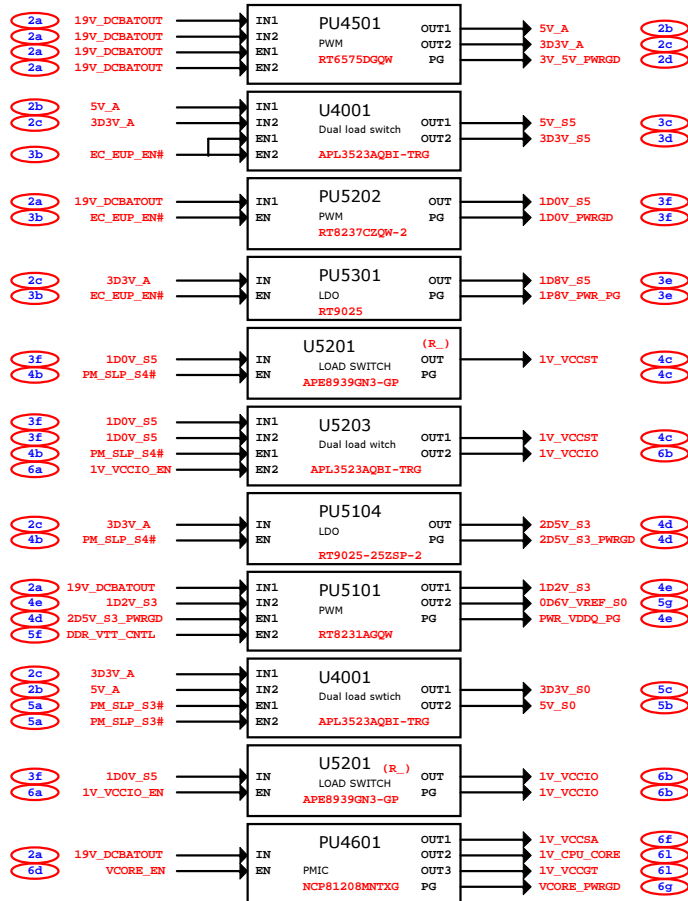 2a 19V_DCBATOUT IN1 PU4501 OUT1 5V_A 2b
2a 19V_DCBATOUT IN2 PWM OUT2 3D3V_A 2c
2a 19V_DCBATOUT EN1 RT6575DGQW PG 3V_5V_PWRGD 2d
2a 19V_DCBATOUT EN2
2b 5V_A IN1 U4001
2c 3D3V_A IN2 Dual load switch OUT1 5V_S5 3c
EN1 OUT2 3D3V_S5 3d
3b EC_EUP_EN# EN2 APL3523AQBI-TRG
2a 19V_DCBATOUT IN1 PU5202 OUT 1D0V_S5 3f
3b EC_EUP_EN# EN PWM PG 1D0V_PWRGD 3f
RT8237CZQW-2
2c 3D3V_A IN PU5301 OUT 1D8V_S5 3e
3b EC_EUP_EN# EN LDO PG 1P8V_PWR_PG 3e
RT9025
U5201 (R_)
3f 1D0V_S5 IN LOAD SWITCH OUT 1V_VCCST 4c
4b PM_SLP_S4# EN APE8939GN3-GP PG 4c
3f 1D0V_S5 IN1 U5203
3f 1D0V_S5 IN2 Dual load witch OUT1 1V_VCCST 4c
4b PM_SLP_S4# EN1 OUT2 1V_VCCIO 6b
6a 1V_VCCIO_EN EN2 APL3523AQBI-TRG
PU5104
2c 3D3V_A IN LDO OUT 2D5V_S3 4d
4b PM_SLP_S4# EN PG 2D5V_S3_PWRGD 4d
RT9025-25ZSP-2
2a 19V_DCBATOUT IN1 PU5101 OUT1 1D2V_S3 4e
4e 1D2V_S3 IN2 PWM OUT2 0D6V_VREF_S0 5g
4d 2D5V_S3_PWRGD EN1 PG PWR_VDDQ_PG 4e
5f DDR_VTT_CNTL EN2 RT8231AGQW
2c 3D3V_A IN1 U4001
2b 5V_A IN2 Dual load swtich OUT1 3D3V_S0 5c
5a PM_SLP_S3# EN1 OUT2 5V_S0 5b
5a PM_SLP_S3# EN2 APL3523AQBI-TRG
U5201 (R_)
3f 1D0V_S5 IN LOAD SWITCH OUT 1V_VCCIO 6b
6a 1V_VCCIO_EN EN APE8939GN3-GP PG 1V_VCCIO 6b
PU4601 OUT1 1V_VCCSA 6f
2a 19V_DCBATOUT IN OUT2 1V_CPU_CORE 6l
6d VCORE_EN EN PMIC OUT3 1V_VCCGT 6l
NCP81208MNTXG PG VCORE_PWRGD 6g